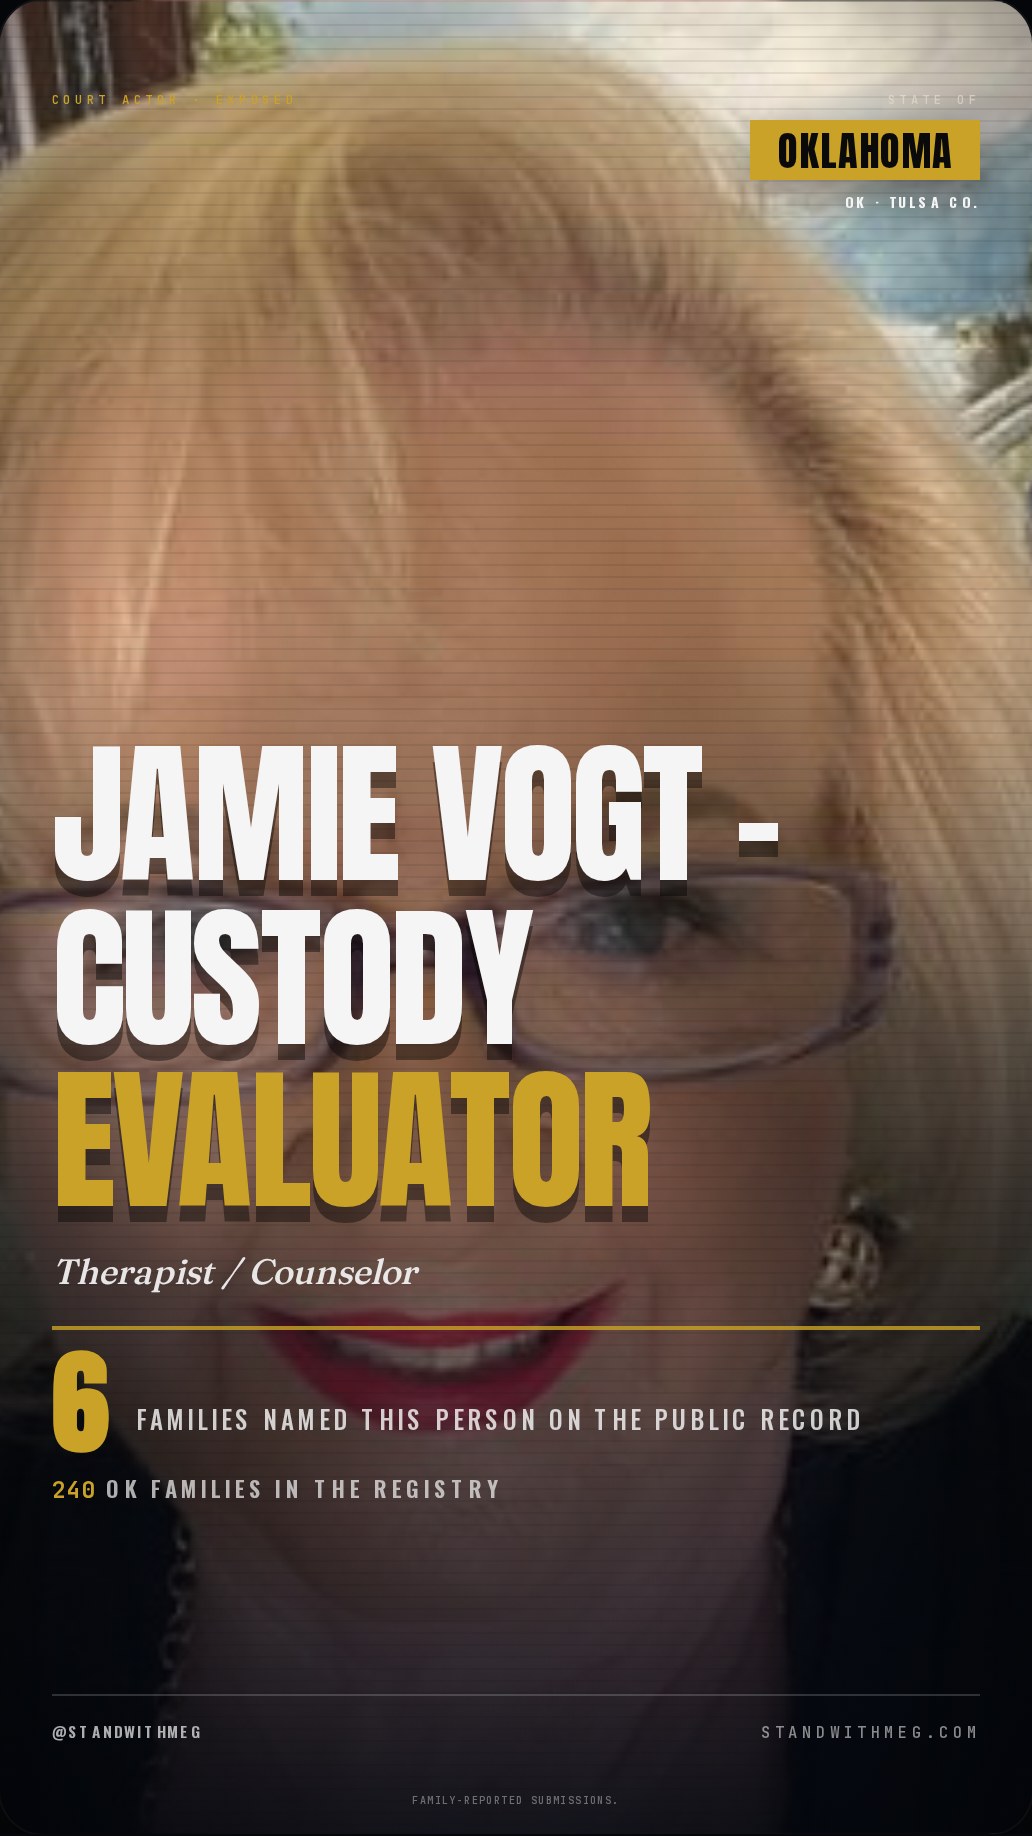 COURT ACTOR · EXPOSED
STATE OF
OKLAHOMA
OK · TULSA CO.
JAMIE VOGT -
CUSTODY
EVALUATOR
Therapist / Counselor
6 FAMILIES NAMED THIS PERSON ON THE PUBLIC RECORD
240 OK FAMILIES IN THE REGISTRY
@STANDWITHMEG
STANDWITHMEG.COM
FAMILY-REPORTED SUBMISSIONS.